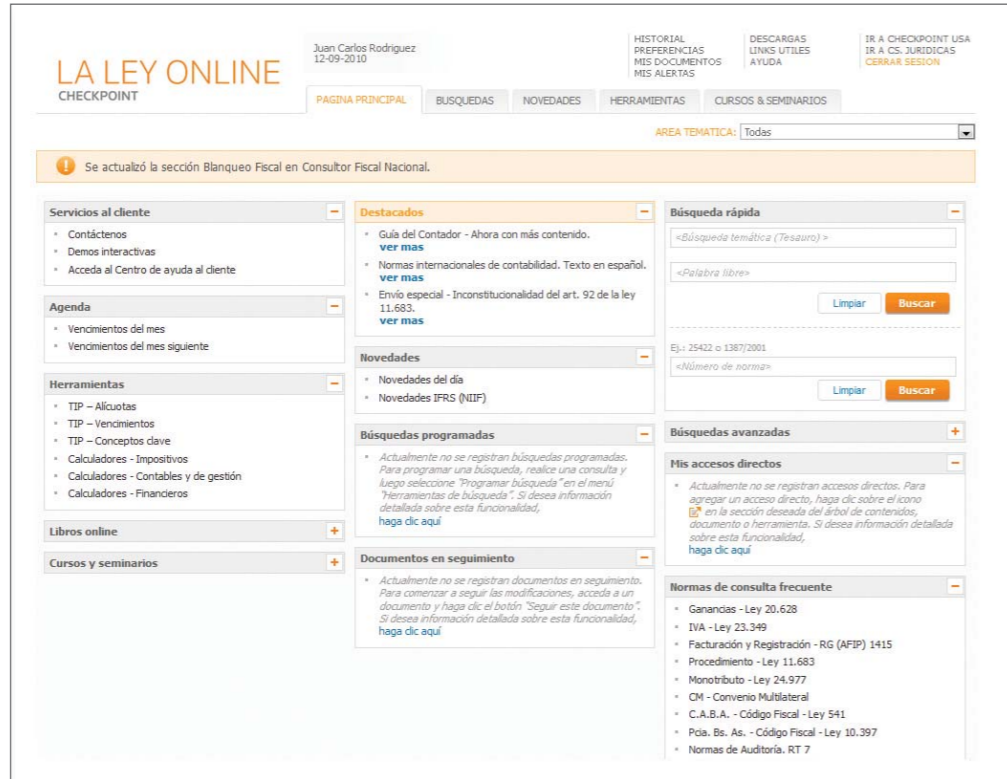 LA LEY ONLINE
CHECKPOINT
Juan Carlos Rodriguez
12-09-2010
HISTORIAL
PREFERENCIAS
MIS DOCUMENTOS
MIS ALERTAS
DESCARGAS
LINKS UTILES
AYUDA
IR A CHECKPOINT USA
IR A CS. JURIDICAS
CERRAR SESION
PAGINA PRINCIPAL
BUSQUEDAS
NOVEDADES
HERRAMIENTAS
CURSOS & SEMINARIOS
AREA TEMATICA: Todas
Se actualizó la sección Blanqueo Fiscal en Consultor Fiscal Nacional.
Servicios al cliente
Contáctenos
Demos interactivas
Acceda al Centro de ayuda al cliente
Agenda
Vencimientos del mes
Vencimientos del mes siguiente
Herramientas
TIP – Alícuotas
TIP – Vencimientos
TIP – Conceptos clave
Calculadores - Impositivos
Calculadores - Contables y de gestión
Calculadores - Financieros
Libros online
Cursos y seminarios
Destacados
Guía del Contador - Ahora con más contenido.
ver mas
Normas internacionales de contabilidad. Texto en español.
ver mas
Envío especial - Inconstitucionalidad del art. 92 de la ley
11.683.
ver mas
Novedades
Novedades del día
Novedades IFRS (NIIF)
Búsquedas programadas
Actualmente no se registran búsquedas programadas.
Para programar una búsqueda, realice una consulta y
luego seleccione "Programar búsqueda" en el menú
"Herramientas de búsqueda". Si desea información
detallada sobre esta funcionalidad,
haga clic aquí
Documentos en seguimiento
Actualmente no se registran documentos en seguimiento.
Para comenzar a seguir las modificaciones, acceda a un
documento y haga clic el botón "Seguir este documento".
Si desea información detallada sobre esta funcionalidad,
haga clic aquí
Búsqueda rápida
<Búsqueda temática (Tesauro) >
<Palabra libre>
Limpiar
Buscar
Ej.: 25422 o 1387/2001
<Número de norma>
Limpiar
Buscar
Búsquedas avanzadas
Mis accesos directos
Actualmente no se registran accesos directos. Para
agregar un acceso directo, haga clic sobre el icono
en la sección deseada del árbol de contenidos,
documento o herramienta. Si desea información detallada
sobre esta funcionalidad,
haga clic aquí
Normas de consulta frecuente
Ganancias - Ley 20.628
IVA - Ley 23.349
Facturación y Registración - RG (AFIP) 1415
Procedimiento - Ley 11.683
Monotributo - Ley 24.977
CM - Convenio Multilateral
C.A.B.A. - Código Fiscal - Ley 541
Pcia. Bs. As. - Código Fiscal - Ley 10.397
Normas de Auditoría. RT 7